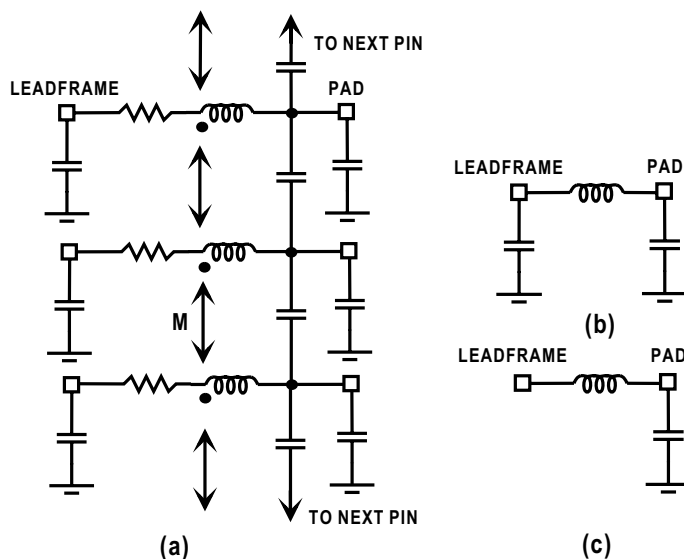 TO NEXT PIN
LEADFRAME
PAD
M
TO NEXT PIN
(a)
LEADFRAME
PAD
(b)
LEADFRAME
PAD
(c)